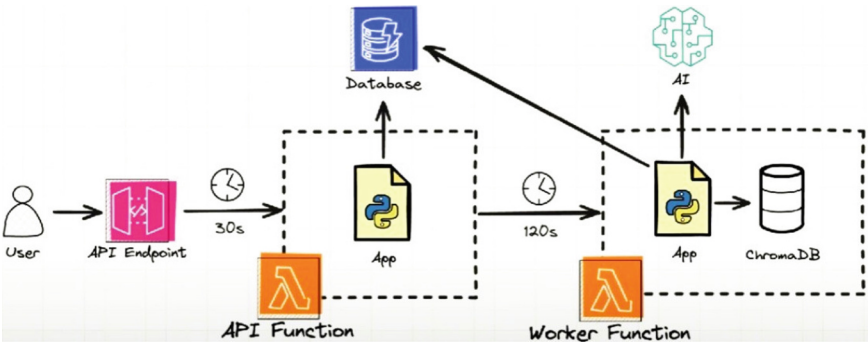 Database
AI
30s
120s
User
API Endpoint
App
App
ChromaDB
API Function
Worker Function